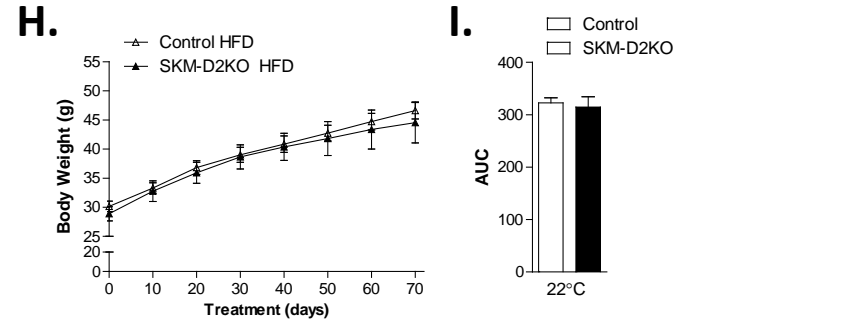 H.
Control HFD
SKM-D2KO HFD
Body Weight (g)
55
50
45
40
35
30
25
20
0
0 10 20 30 40 50 60 70
Treatment (days)
I.
Control
SKM-D2KO
AUC
400
300
200
100
0
22°C